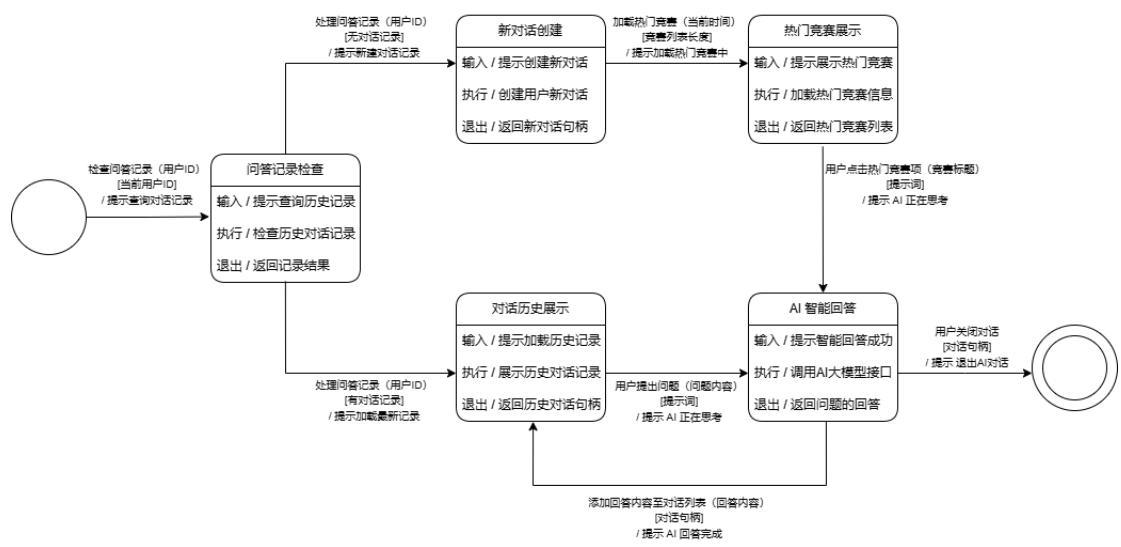 处理问答记录（用户ID）
[无对话记录]
/ 提示新建对话记录
新对话创建
输入 / 提示创建新对话
执行 / 创建用户新对话
退出 / 返回新对话句柄
加载热门竞赛（当前时间）
[竞赛列表长度]
/ 提示加载热门竞赛中
热门竞赛展示
输入 / 提示展示热门竞赛
执行 / 加载热门竞赛信息
退出 / 返回热门竞赛列表
检查问答记录（用户ID）
[当前用户ID]
/ 提示查询对话记录
问答记录检查
输入 / 提示查询历史记录
执行 / 检查历史对话记录
退出 / 返回记录结果
用户点击热门竞赛项（竞赛标题）
[提示词]
/ 提示 AI 正在思考
处理问答记录（用户ID）
[有对话记录]
/ 提示加载最新记录
对话历史展示
输入 / 提示加载历史记录
执行 / 展示历史对话记录
退出 / 返回历史对话句柄
用户提出问题（问题内容）
[提示词]
/ 提示 AI 正在思考
AI 智能回答
输入 / 提示智能回答成功
执行 / 调用AI大模型接口
退出 / 返回问题的回答
用户关闭对话
[对话句柄]
/ 提示 退出AI对话
添加回答内容至对话列表（回答内容）
[对话句柄]
/ 提示 AI 回答完成